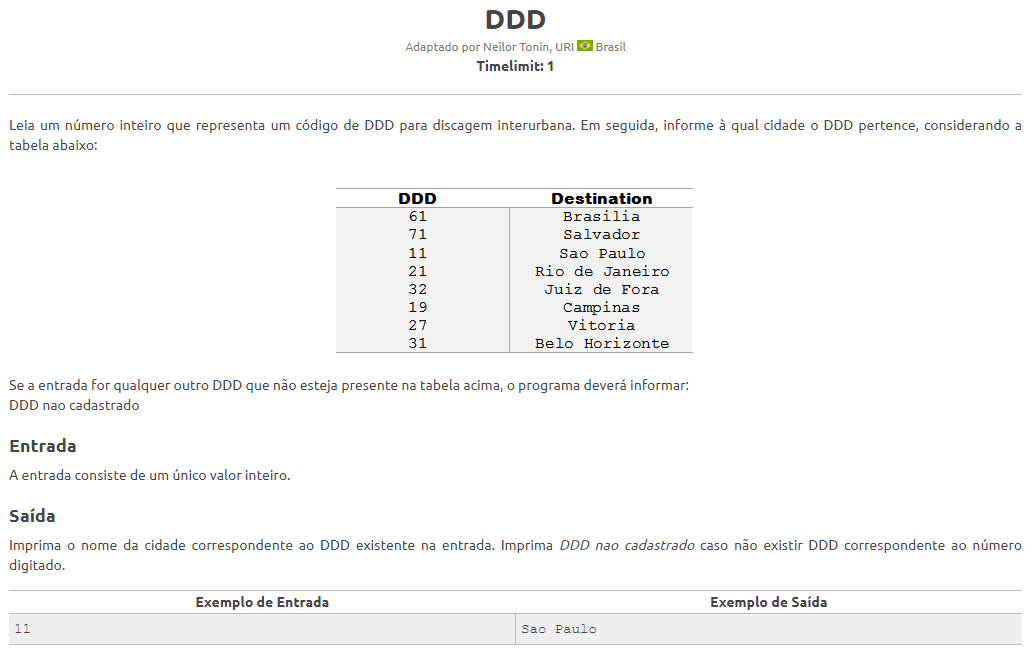 DDD
Adaptado por Neilor Tonin, URI Brasil
Timelimit: 1
Leia um número inteiro que representa um código de DDD para discagem interurbana. Em seguida, informe à qual cidade o DDD pertence, considerando a
tabela abaixo:
DDD Destination
61 Brasilia
71 Salvador
11 Sao Paulo
21 Rio de Janeiro
32 Juiz de Fora
19 Campinas
27 Vitoria
31 Belo Horizonte
Se a entrada for qualquer outro DDD que não esteja presente na tabela acima, o programa deverá informar:
DDD nao cadastrado
Entrada
A entrada consiste de um único valor inteiro.
Saída
Imprima o nome da cidade correspondente ao DDD existente na entrada. Imprima DDD nao cadastrado caso não existir DDD correspondente ao número
digitado.
Exemplo de Entrada Exemplo de Saída
11 Sao Paulo